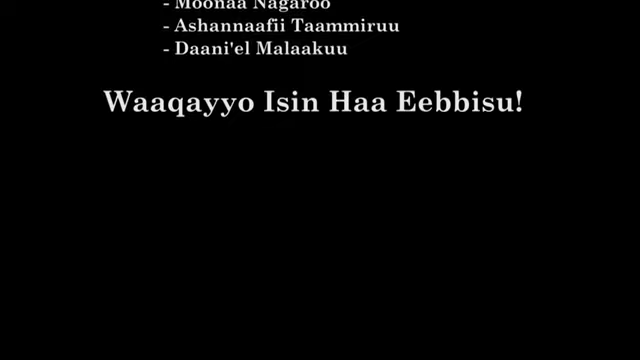 - Moonaa Nagaroo
- Ashannaafii Taammiruu
- Daani'el Malaakuu
Waaqayyo Isin Haa Eebbisu!